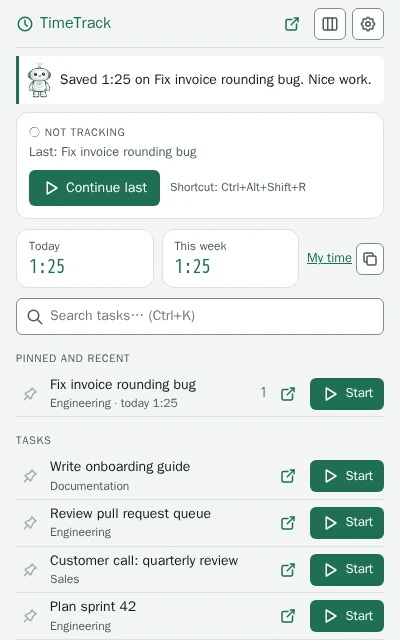 TimeTrack
Saved 1:25 on Fix invoice rounding bug. Nice work.
NOT TRACKING
Last: Fix invoice rounding bug
Continue last
Shortcut: Ctrl+Alt+Shift+R
Today
1:25
This week
1:25
My time
Search tasks··· (Ctrl+K)
PINNED AND RECENT
Fix invoice rounding bug
Engineering · today 1:25
1
Start
TASKS
Write onboarding guide
Documentation
Start
Review pull request queue
Engineering
Start
Customer call: quarterly review
Sales
Start
Plan sprint 42
Engineering
Start